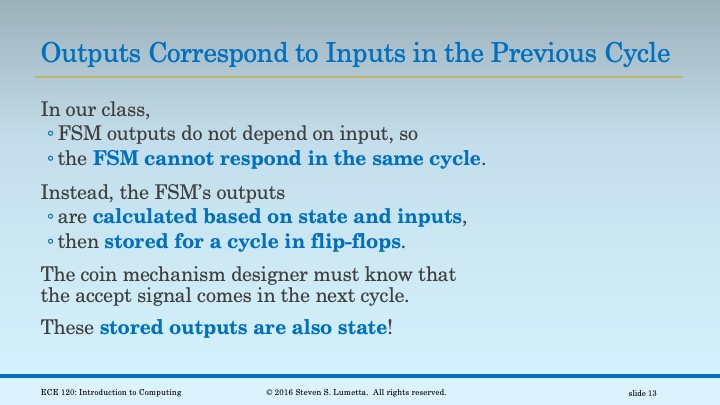 Outputs Correspond to Inputs in the Previous Cycle
In our class,
◦ FSM outputs do not depend on input, so
◦ the FSM cannot respond in the same cycle.
Instead, the FSM’s outputs
◦ are calculated based on state and inputs,
◦ then stored for a cycle in flip-flops.
The coin mechanism designer must know that
the accept signal comes in the next cycle.
These stored outputs are also state!
ECE 120: Introduction to Computing
© 2016 Steven S. Lumetta.  All rights reserved.
slide 13